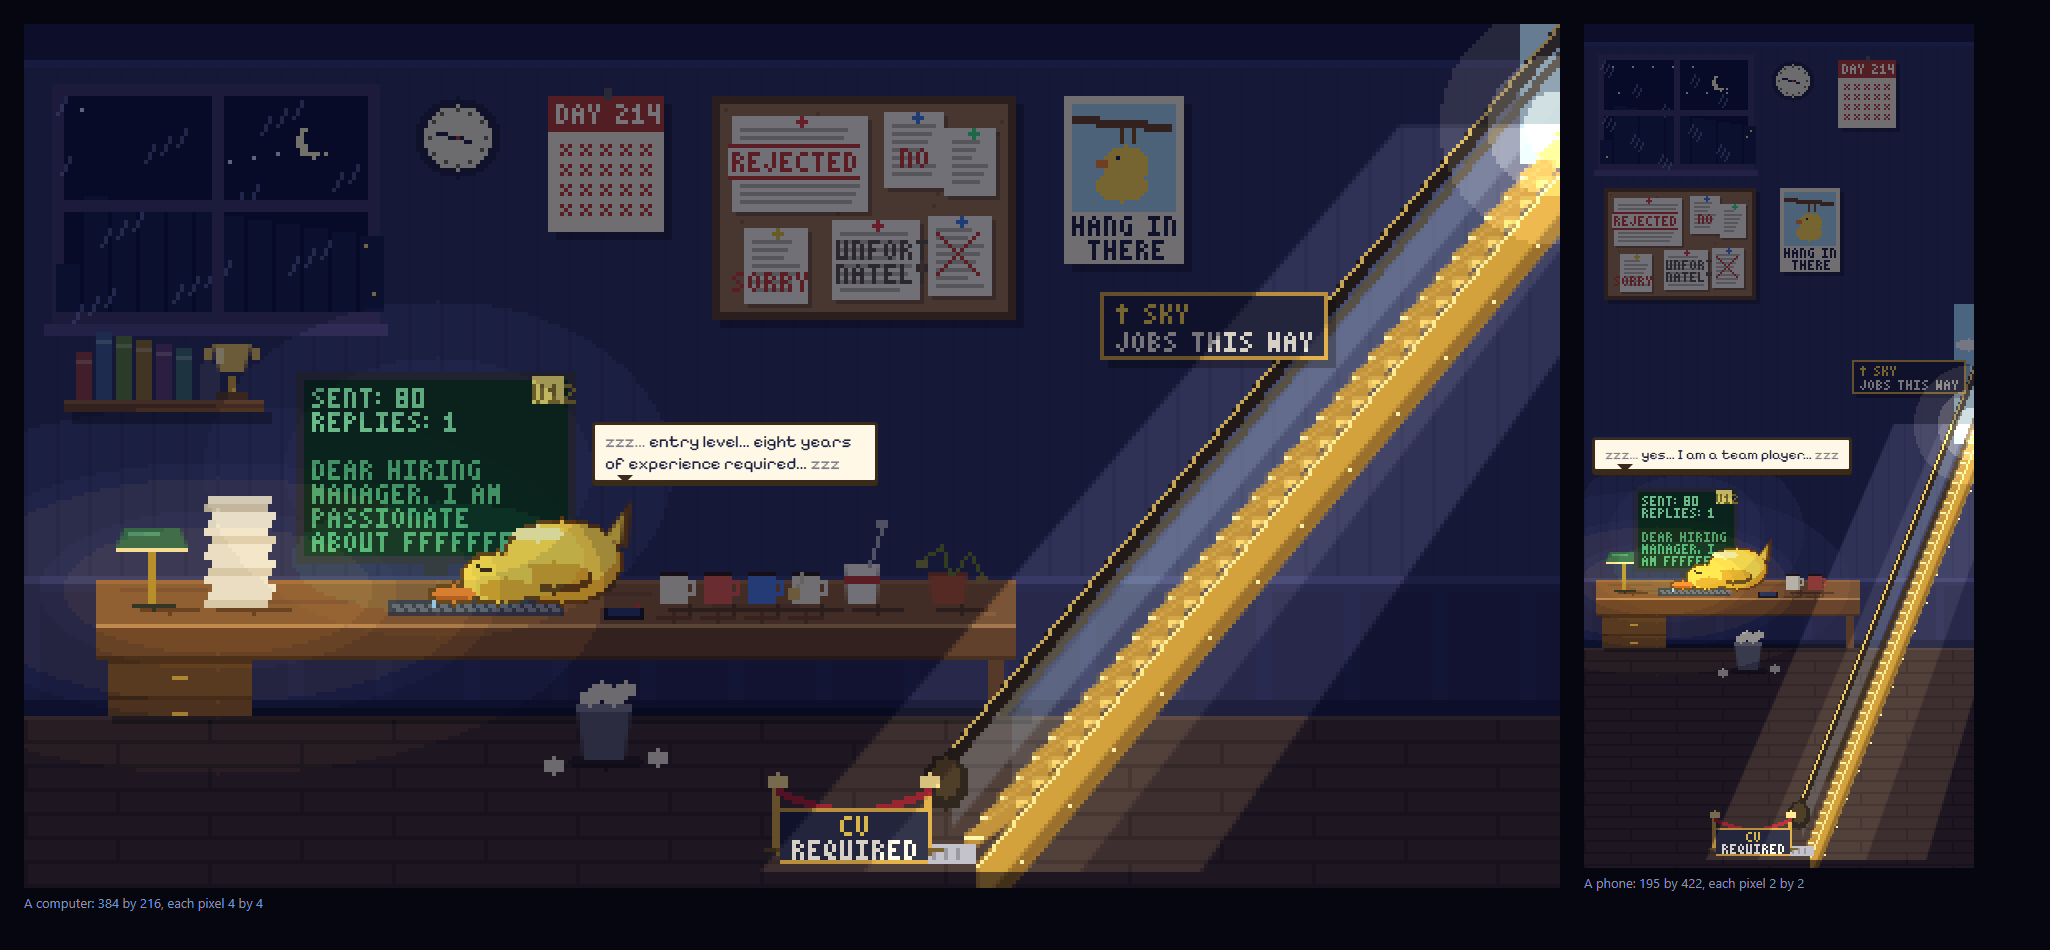 DAY 214
REJECTED
no
SORRY
UNFOR
NATEL
HANG IN
THERE
↑ SKY
JOBS THIS WAY
SENT: 80
REPLIES: 1
DEAR HIRING
MANAGER, I AM
PASSIONATE
ABOUT FFFFFFF
zzz... entry level... eight years
of experience required... zzz
CV
REQUIRED
A computer: 384 by 216, each pixel 4 by 4
DAY 214
REJECTED
no
SORRY
UNFOR
NATEL
HANG IN
THERE
↑ SKY
JOBS THIS WAY
zzz... yes... I am a team player... zzz
SENT: 80
REPLIES: 1
DEAR HIRING
MANAGER, I
AM FFFFFF
CV
REQUIRED
A phone: 195 by 422, each pixel 2 by 2